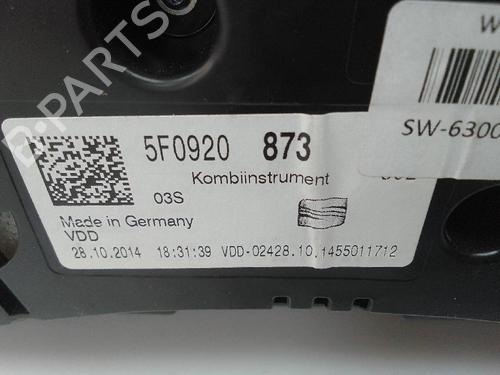 B-PARTS
W
SW-6300
5F0920 873
Kombiinstrument
03S
Made in Germany
VDD
28.10.2014 18:31:39 VDD-02428.10.1455011712